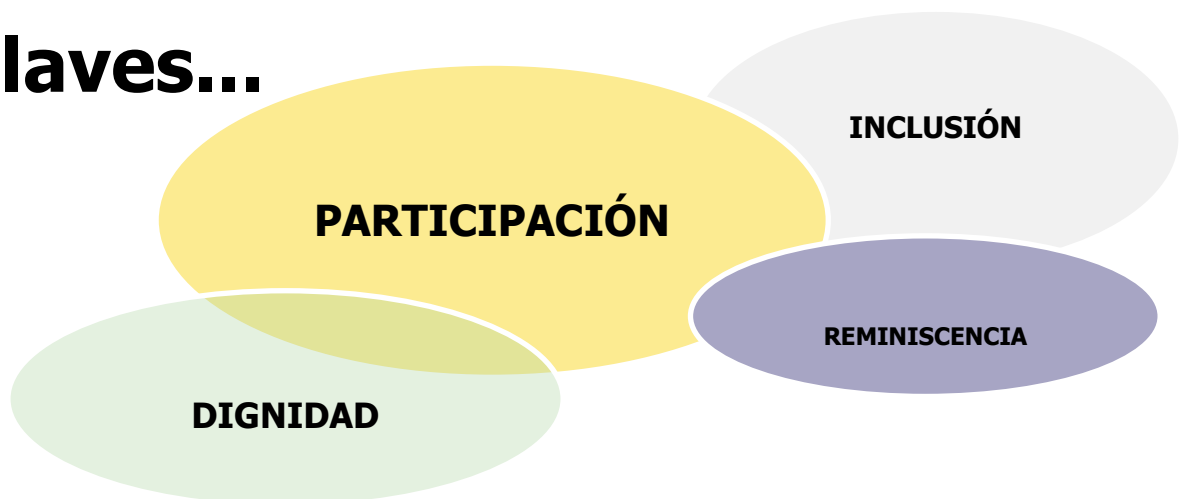 laves...
INCLUSIÓN
PARTICIPACIÓN
REMINISCENCIA
DIGNIDAD